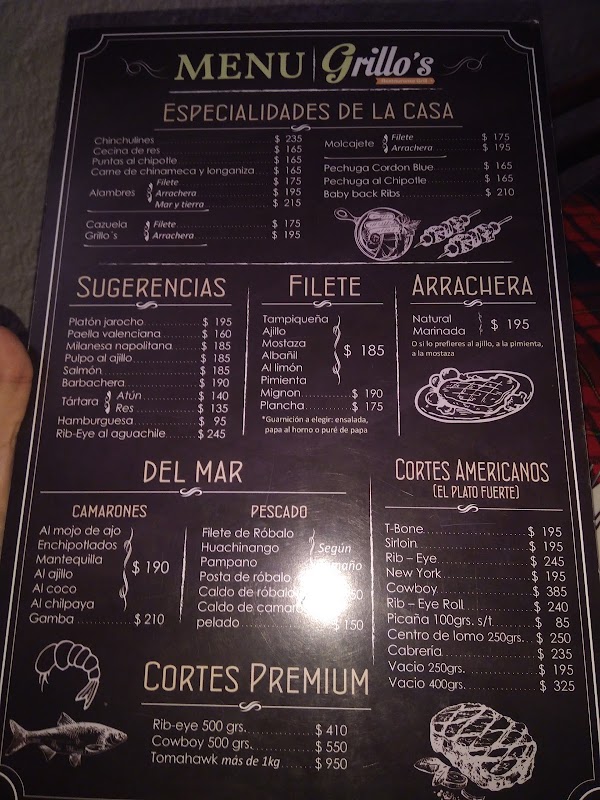 MENU Grillo's
ESPECIALIDADES DE LA CASA
Chinchulines $ 235
Cecina de res $ 165
Puntas al chipotle $ 165
Carne de chinameca y longaniza $ 165
Alambres
Filete $ 175
Arrachera $ 195
Mar y tierra $ 215
Cazuela Grillo´s
Filete $ 175
Arrachera $ 195
Molcajete
Filete $ 175
Arrachera $ 195
Pechuga Cordon Blue $ 165
Pechuga al Chipotle $ 165
Baby back Ribs $ 210
SUGERENCIAS
Platón jarocho $ 195
Paella valenciana $ 160
Milanesa napolitana $ 185
Pulpo al ajillo $ 185
Salmón $ 185
Barbachera $ 190
Tártara
Atún $ 140
Res $ 135
Hamburguesa $ 95
Rib-Eye al aguachile $ 245
FILETE
Tampiqueña
Ajillo
Mostaza
Albañil
Al limón
Pimienta
$ 185
Mignon $ 190
Plancha $ 175
*Guarnición a elegir: ensalada,
papa al horno o puré de papa
ARRACHERA
Natural
Marinada
$ 195
O si lo prefieres al ajillo, a la pimienta,
a la mostaza
DEL MAR
CAMARONES
Al mojo de ajo
Enchipotlados
Mantequilla
Al ajillo
Al coco
Al chilpaya
$ 190
Gamba $ 210
PESCADO
Filete de Róbalo
Huachinango
Pampano
Posta de róbalo
Según
Caldo de róbalo
Caldo de camarón
pelado $ 150
CORTES AMERICANOS
(EL PLATO FUERTE)
T-Bone $ 195
Sirloin $ 195
Rib – Eye $ 245
New York $ 195
Cowboy $ 385
Rib – Eye Roll $ 240
Picaña 100grs. s/t $ 85
Centro de lomo 250grs. $ 250
Cabrería $ 235
Vacio 250grs. $ 195
Vacio 400grs. $ 325
CORTES PREMIUM
Rib-eye 500 grs. $ 410
Cowboy 500 grs. $ 550
Tomahawk más de 1kg $ 950